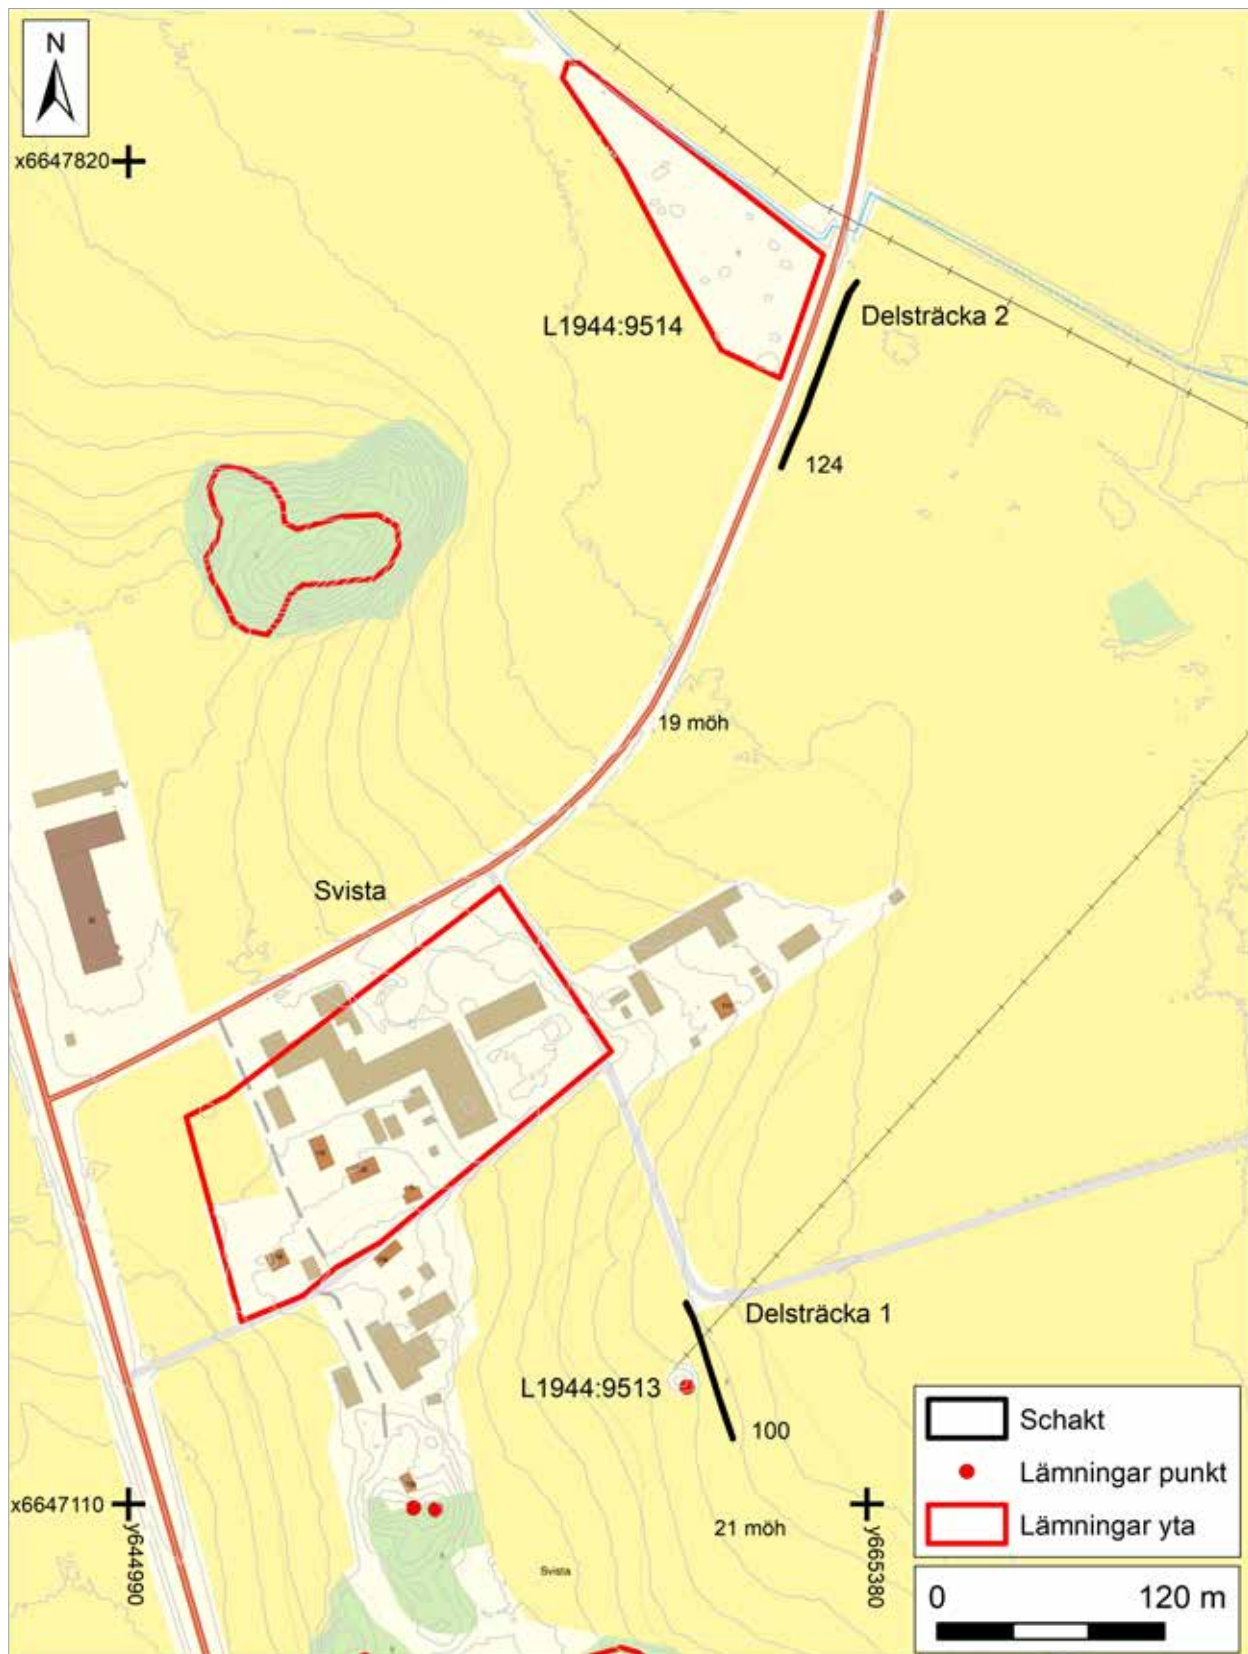 N
x6647820
L1944:9514
Delsträcka 2
124
19 möh
Svista
Delsträcka 1
L1944:9513
100
x6647110
y644990
21 möh
y665380
Svista
Schakt
Lämningar punkt
Lämningar yta
0 120 m